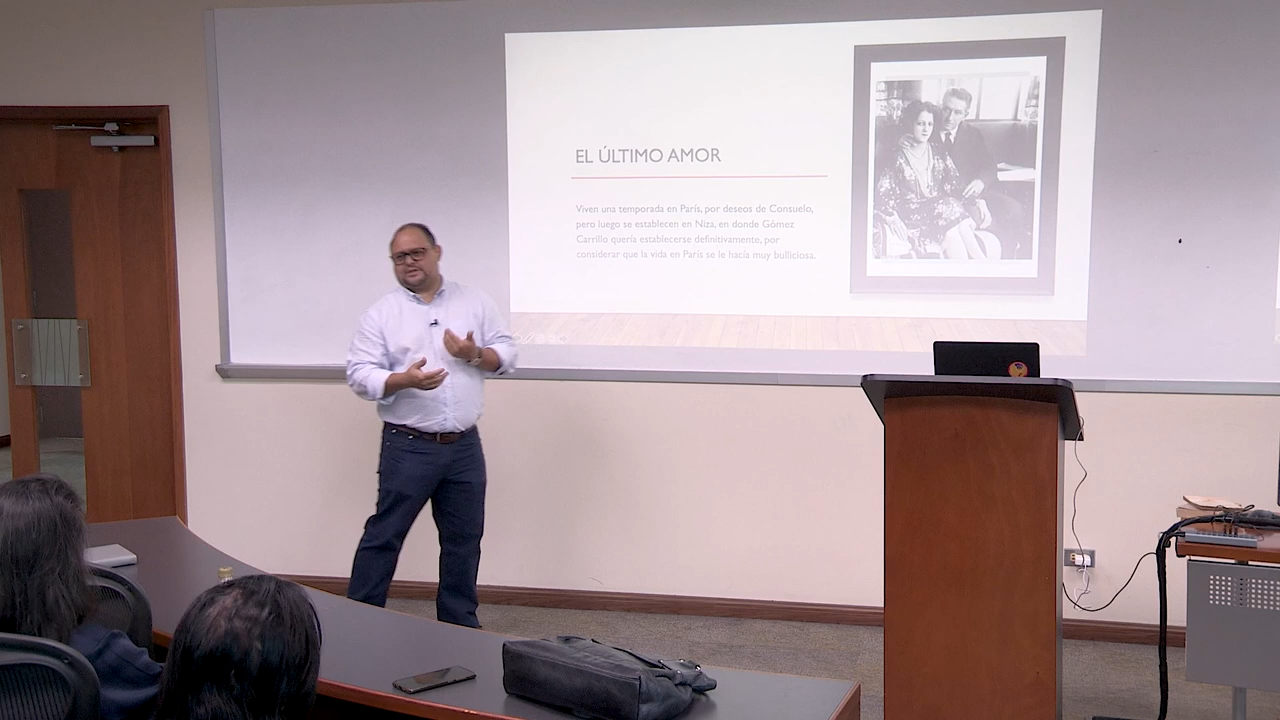 EL ÚLTIMO AMOR
Viven una temporada en París, por deseos de Consuelo,
pero luego se establecen en Niza, en donde Gómez
Carrillo quería establecerse definitivamente, por
considerar que la vida en París se le hacía muy bulliciosa.